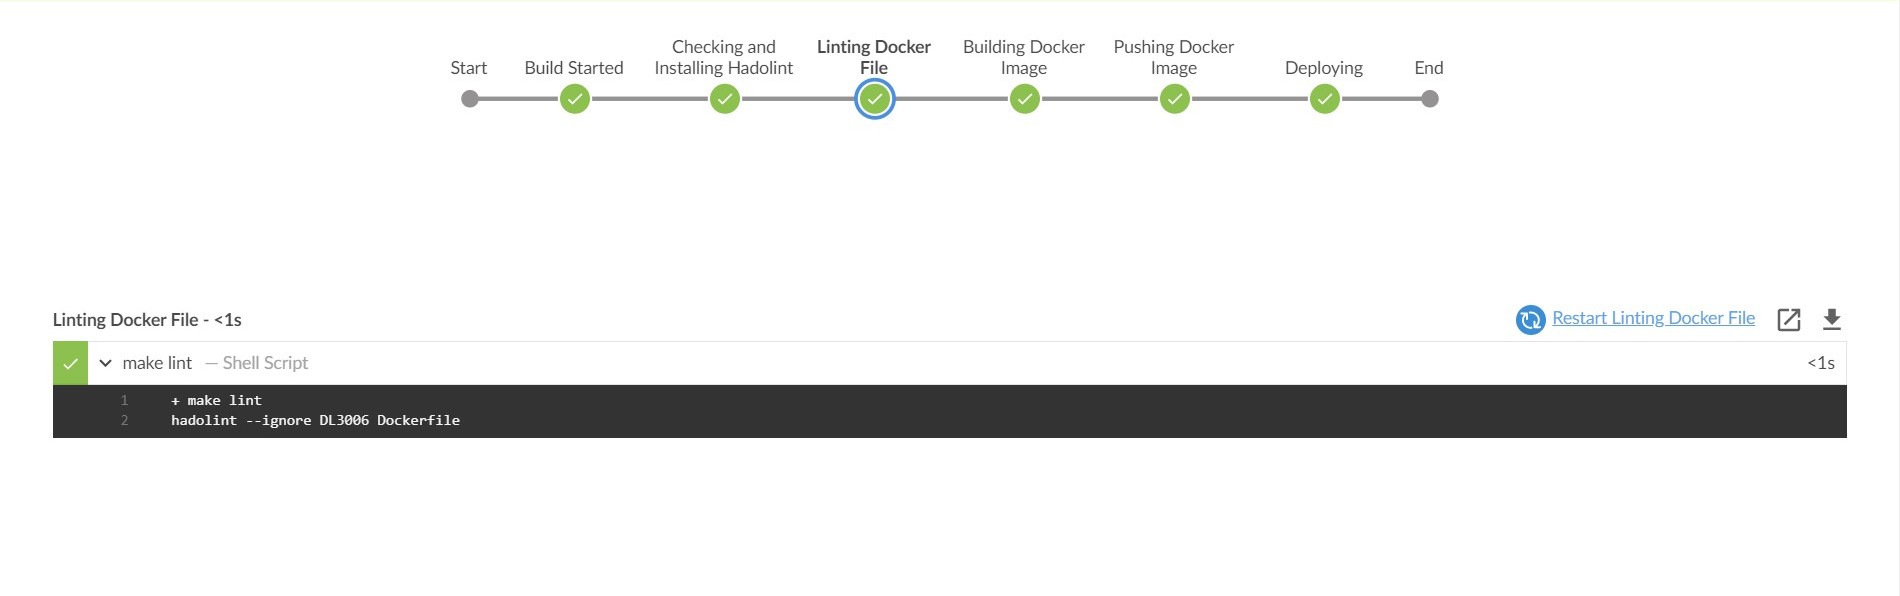 Start
Build Started
Checking and
Installing Hadolint
Linting Docker
File
Building Docker
Image
Pushing Docker
Image
Deploying
End
Linting Docker File - <1s
Restart Linting Docker File
make lint — Shell Script
<1s
1 + make lint
2 hadolint --ignore DL3006 Dockerfile